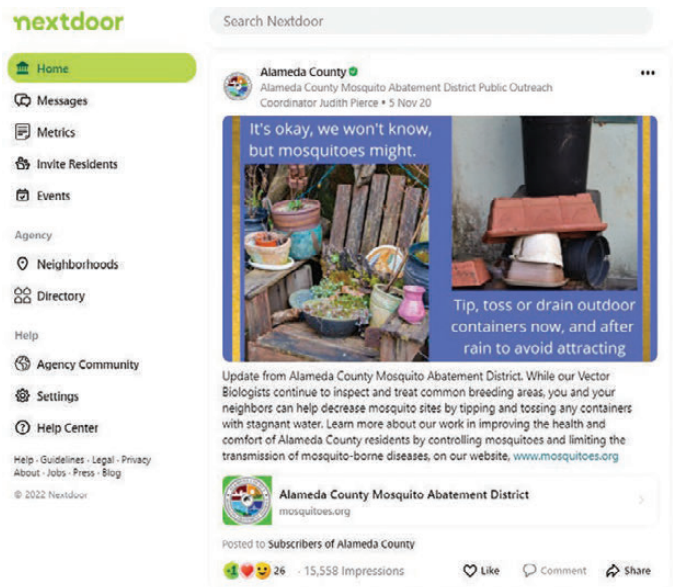 nextdoor
Search Nextdoor
Home
Messages
Metrics
Invite Residents
Events
Agency
Neighborhoods
Directory
Help
Agency Community
Settings
Help Center
Help - Guidelines - Legal - Privacy
About - Jobs - Press - Blog
© 2022 Nextdoor
Alameda County
Alameda County Mosquito Abatement District Public Outreach
Coordinator Judith Pierce • 5 Nov 20
It's okay, we won't know,
but mosquitoes might.
Tip, toss or drain outdoor
containers now, and after
rain to avoid attracting
Update from Alameda County Mosquito Abatement District. While our Vector
Biologists continue to inspect and treat common breeding areas, you and your
neighbors can help decrease mosquito sites by tipping and tossing any containers
with stagnant water. Learn more about our work in improving the health and
comfort of Alameda County residents by controlling mosquitoes and limiting the
transmission of mosquito-borne diseases, on our website, www.mosquitoes.org
Alameda County Mosquito Abatement District
mosquitoes.org
Posted to Subscribers of Alameda County
26 · 15,558 Impressions
Like
Comment
Share